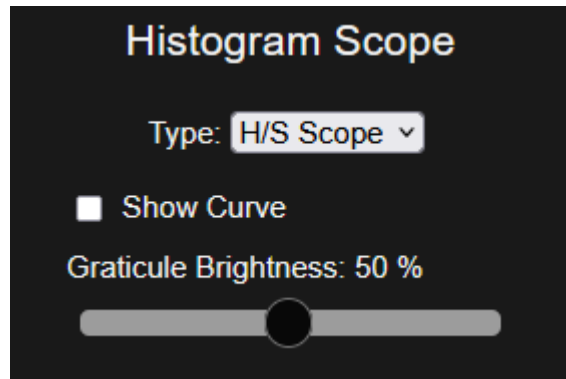 Histogram Scope
Type: H/S Scope
Show Curve
Graticule Brightness: 50 %